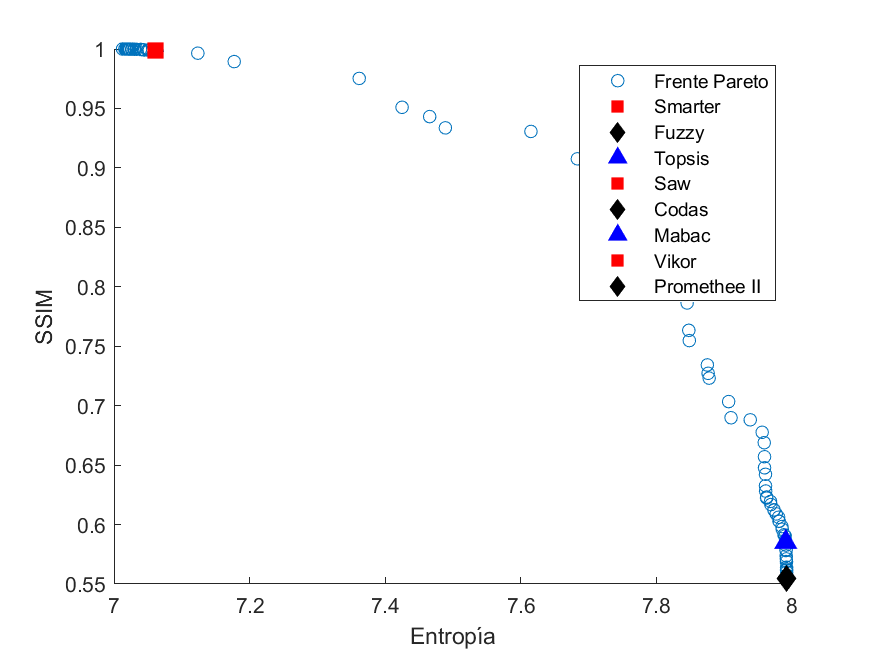 1
0.95
0.9
0.85
0.8
0.75
0.7
0.65
0.6
0.55
SSIM
7
7.2
7.4
7.6
7.8
8
Entropía
Frente Pareto
Smarter
Fuzzy
Topsis
Saw
Codas
Mabac
Vikor
Promethee II